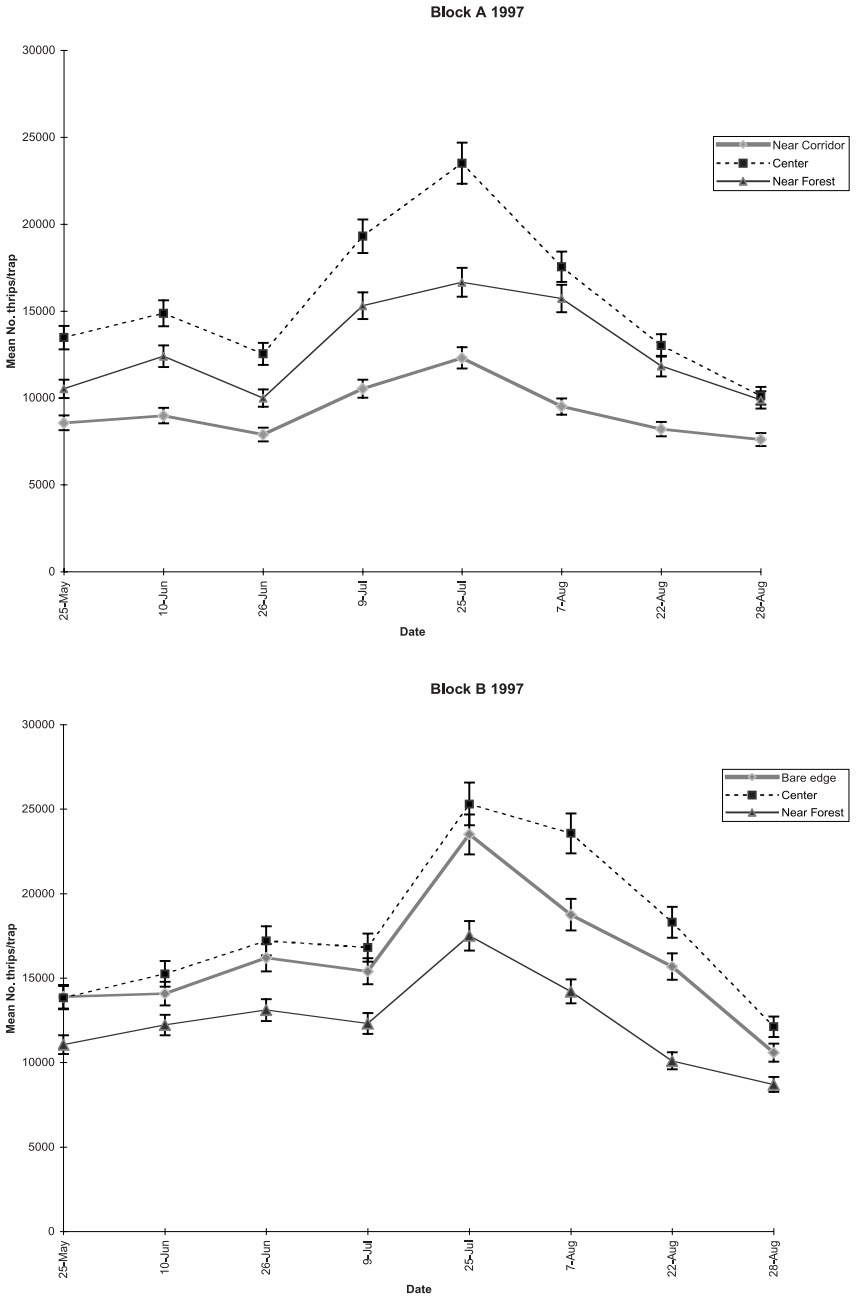 Block A 1997
30000
25000
20000
15000
10000
5000
0
Mean No. thrips/trap
Near Corridor
Center
Near Forest
25-May
10-Jun
26-Jun
9-Jul
25-Jul
7-Aug
22-Aug
28-Aug
Date
Block B 1997
30000
25000
20000
15000
10000
5000
0
Mean No. thrips/trap
Bare edge
Center
Near Forest
25-May
10-Jun
26-Jun
9-Jul
25-Jul
7-Aug
22-Aug
28-Aug
Date